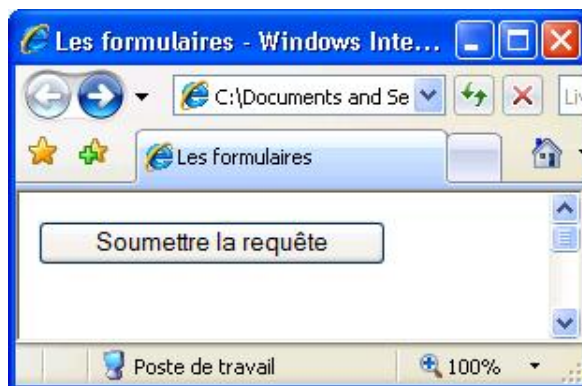 Les formulaires - Windows Inte...
C:\Documents and Se
Liv
Les formulaires
Soumettre la requête
Poste de travail
100%